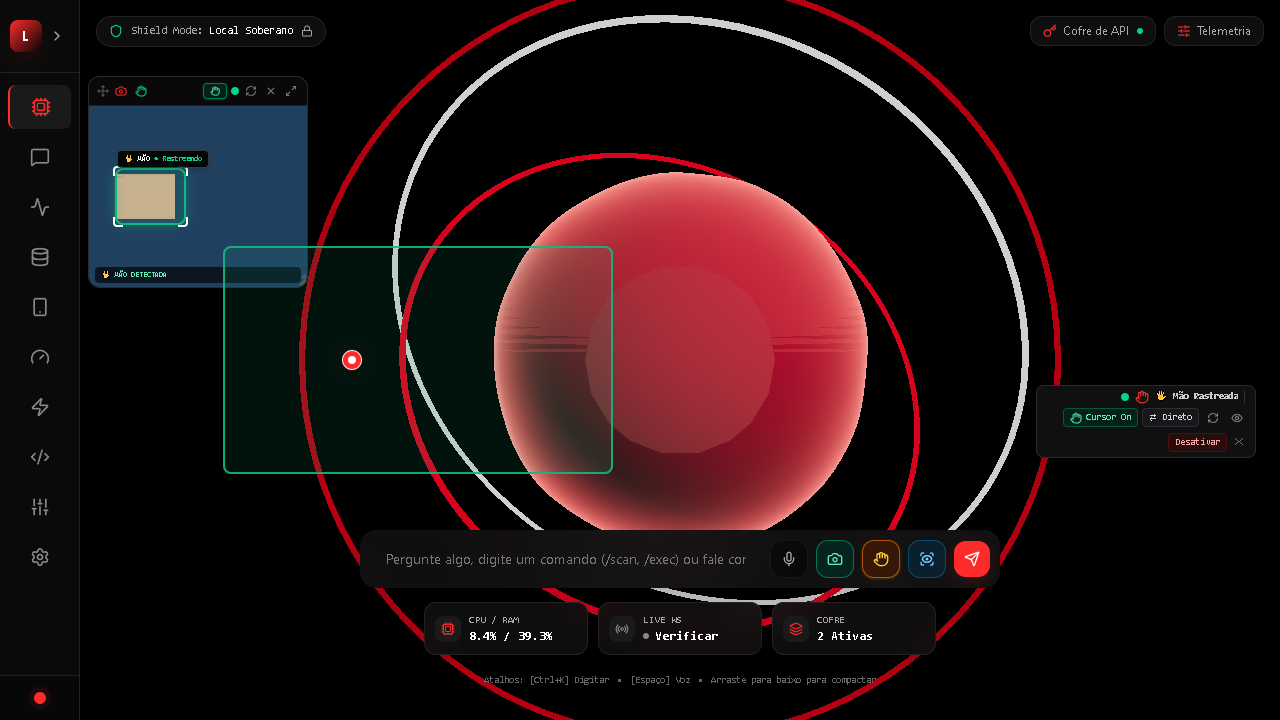 L
Shield Mode: Local Soberano
Cofre de API
Telemetria
MÃO • Rastreando
MÃO DETECTADA
Mão Rastreada
Cursor On
⇄ Direto
Desativar
Pergunte algo, digite um comando (/scan, /exec) ou fale cor
CPU / RAM
8.4% / 39.3%
LIVE WS
Verificar
COFRE
2 Ativas
Atalhos: [Ctrl+K] Digitar • [Espaço] Voz • Arraste para baixo para compactar